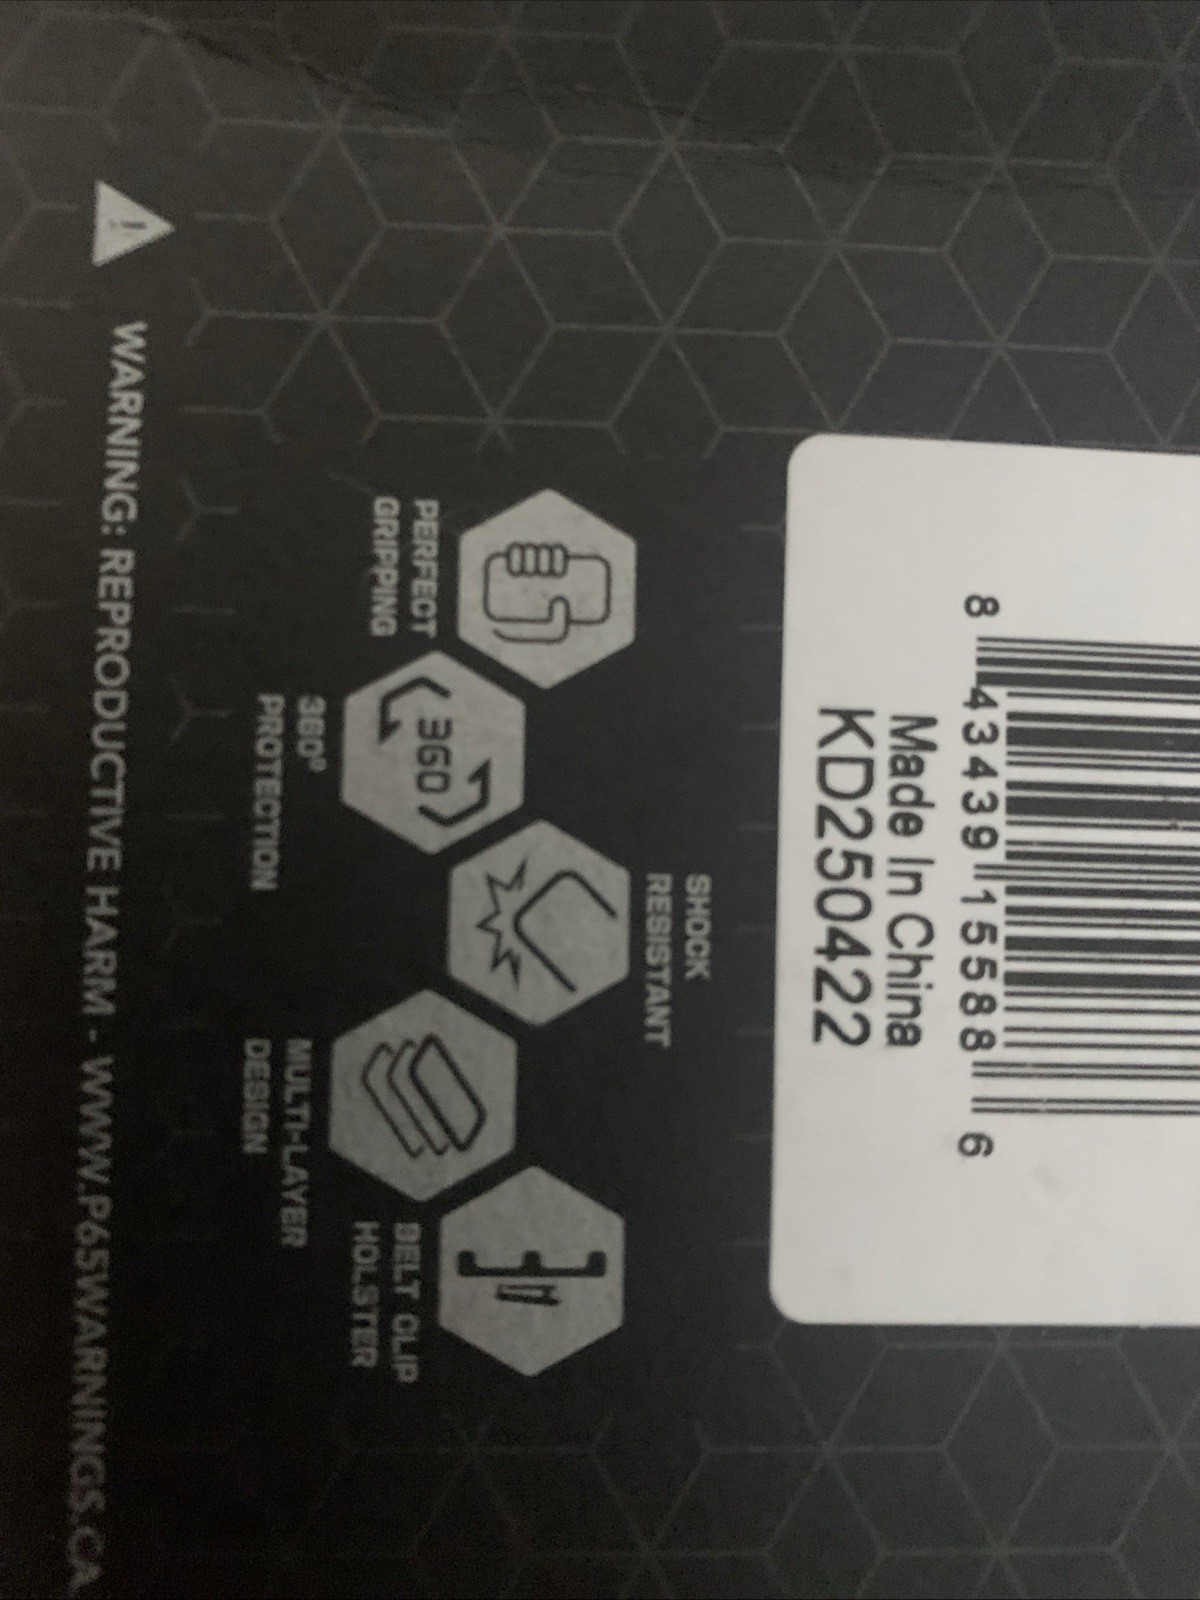 8 43439 15588 6
Made In China
KD250422
SHOCK
RESISTANT
PERFECT
GRIPPING
360
360º
PROTECTION
MULTI-LAYER
DESIGN
BELT CLIP
HOLSTER
WARNING: REPRODUCTIVE HARM - WWW.P65WARNINGS.CA